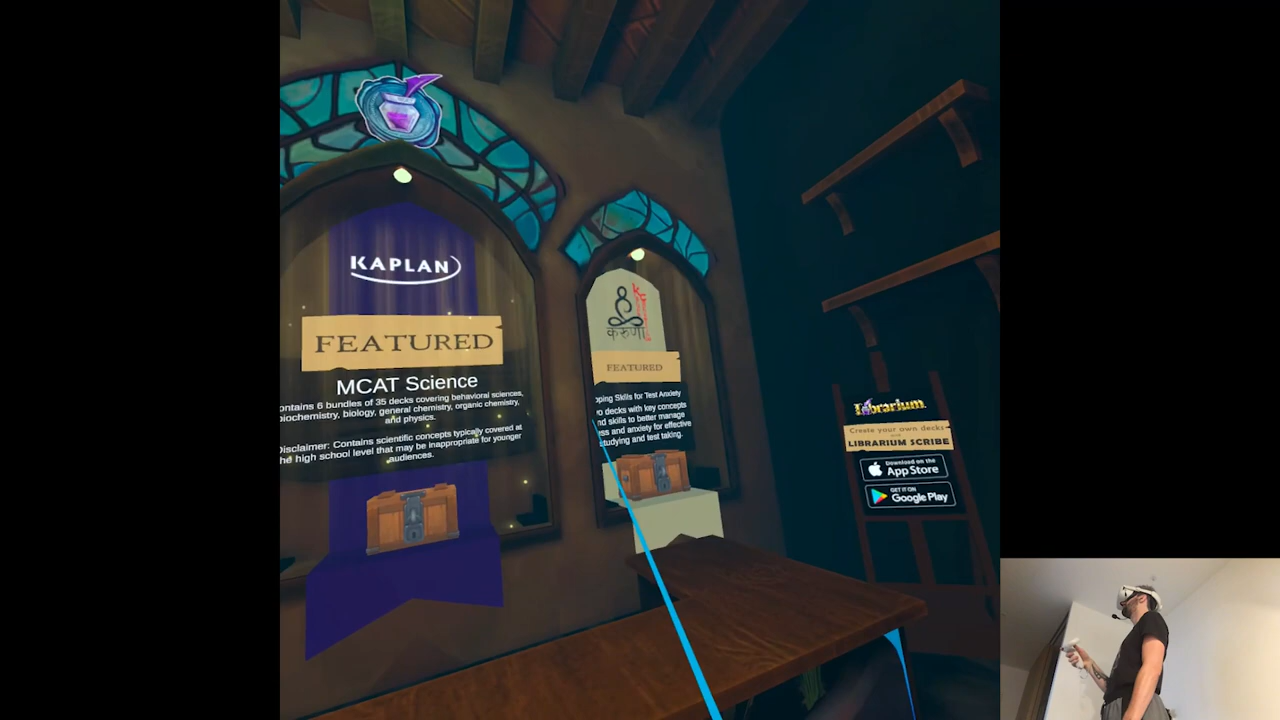 KAPLAN
FEATURED
MCAT Science
ontains 6 bundles of 35 decks covering behavioral sciences,
biochemistry, biology, general chemistry, organic chemistry,
and physics.
Disclaimer: Contains scientific concepts typically covered at
the high school level that may be inappropriate for younger
audiences.
करुणा
FEATURED
oping Skills for Test Anxiety
decks with key concepts
nd skills to better manage
ess and anxiety for effective
studying and test taking.
Librarium
Create your own decks
LIBRARIUM SCRIBE
Download on the
App Store
GET IT ON
Google Play